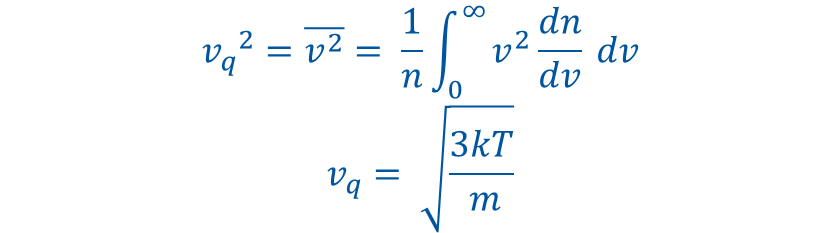 $v_q{}^2 = \overline{v^2} = \frac{1}{n} \int_0^\infty v^2 \frac{dn}{dv} \, dv$
$v_q = \sqrt{\frac{3kT}{m}}$